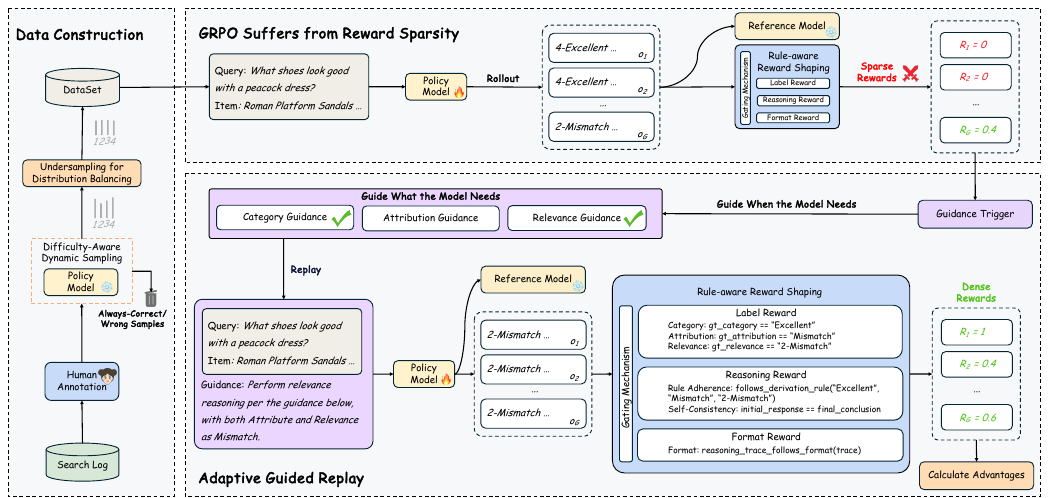 Data Construction
DataSet
1234
Undersampling for
Distribution Balancing
1234
Difficulty-Aware
Dynamic Sampling
Policy
Model
Always-Correct/
Wrong Samples
Human
Annotation
Search Log
GRPO Suffers from Reward Sparsity
Query: What shoes look good
with a peacock dress?
Item: Roman Platform Sandals ...
Policy
Model
Rollout
4-Excellent ...
o1
4-Excellent ...
o2
...
2-Mismatch ...
oG
Reference Model
Rule-aware
Reward Shaping
Gating Mechanism
Label Reward
Reasoning Reward
Format Reward
Sparse
Rewards
R1 = 0
R2 = 0
...
RG = 0.4
Guidance Trigger
Guide When the Model Needs
Guide What the Model Needs
Category Guidance
Attribution Guidance
Relevance Guidance
Replay
Query: What shoes look good
with a peacock dress?
Item: Roman Platform Sandals ...
Guidance: Perform relevance
reasoning per the guidance below,
with both Attribute and Relevance
as Mismatch.
Policy
Model
Reference Model
2-Mismatch ...
o1
2-Mismatch ...
o2
...
2-Mismatch ...
oG
Rule-aware Reward Shaping
Gating Mechanism
Label Reward
Category: gt_category == "Excellent"
Attribution: gt_attribution == "Mismatch"
Relevance: gt_relevance == "2-Mismatch"
Reasoning Reward
Rule Adherence: follows_derivation_rule("Excellent",
"Mismatch", "2-Mismatch")
Self-Consistency: initial_response == final_conclusion
Format Reward
Format: reasoning_trace_follows_format(trace)
Dense
Rewards
R1 = 1
R2 = 0.4
...
RG = 0.6
Calculate Advantages
Adaptive Guided Replay